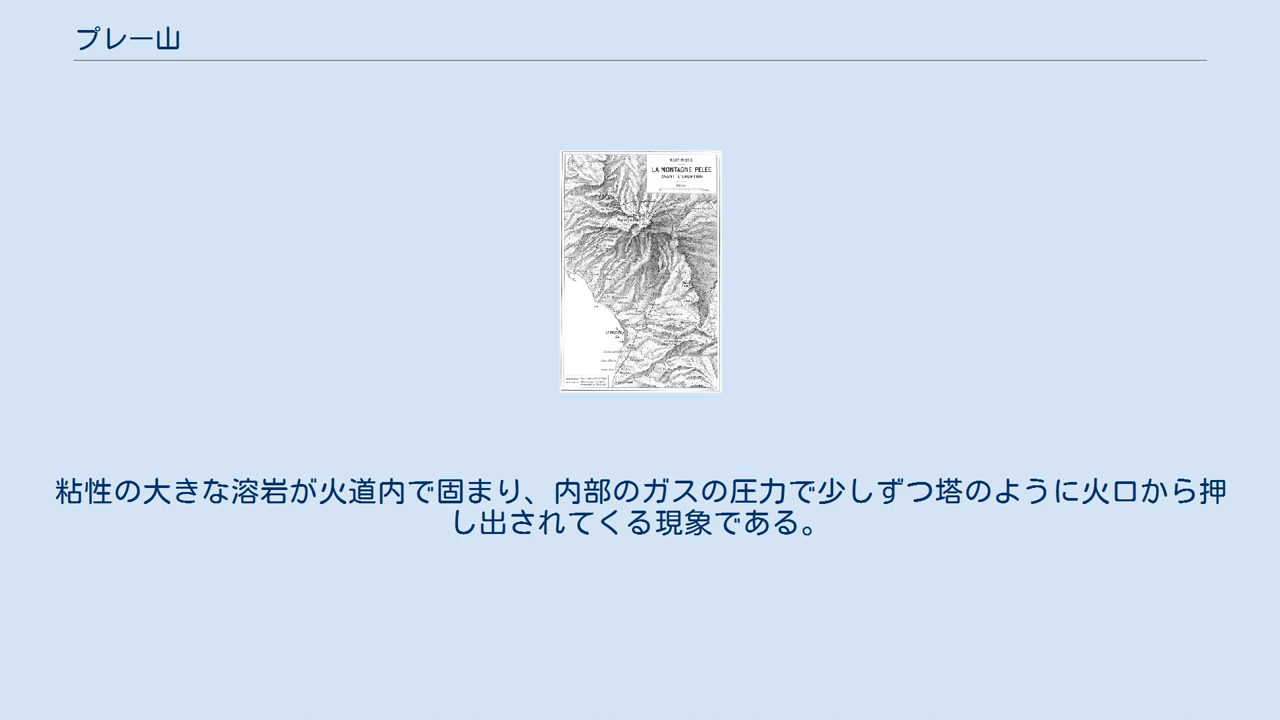 プレー山
MARTINIQUE
LA MONTAGNE PELÉE
AVANT L'ÉRUPTION
粘性の大きな溶岩が火道内で固まり、内部のガスの圧力で少しずつ塔のように火口から押
し出されてくる現象である。